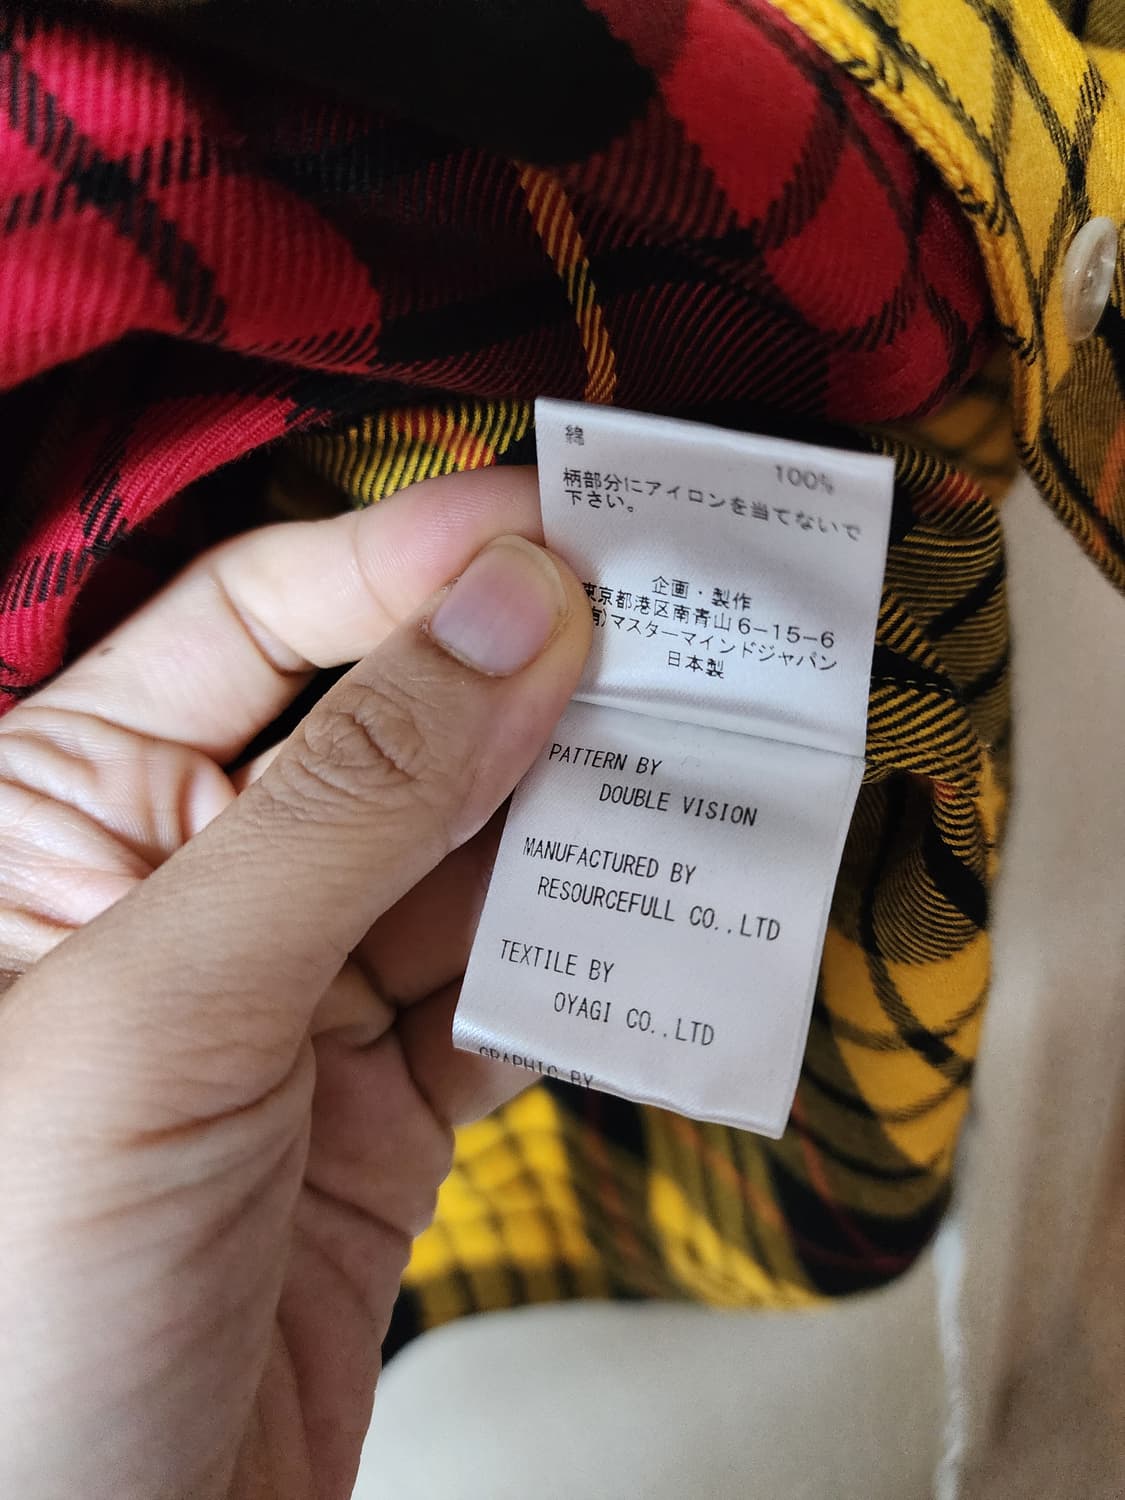 綿 100%
柄部分にアイロンを当てないで
下さい。
企画・製作
東京都港区南青山6-15-6
有)マスターマインドジャパン
日本製
PATTERN BY
DOUBLE VISION
MANUFACTURED BY
RESOURCEFULL CO.,LTD
TEXTILE BY
OYAGI CO.,LTD
GRAPHIC BY